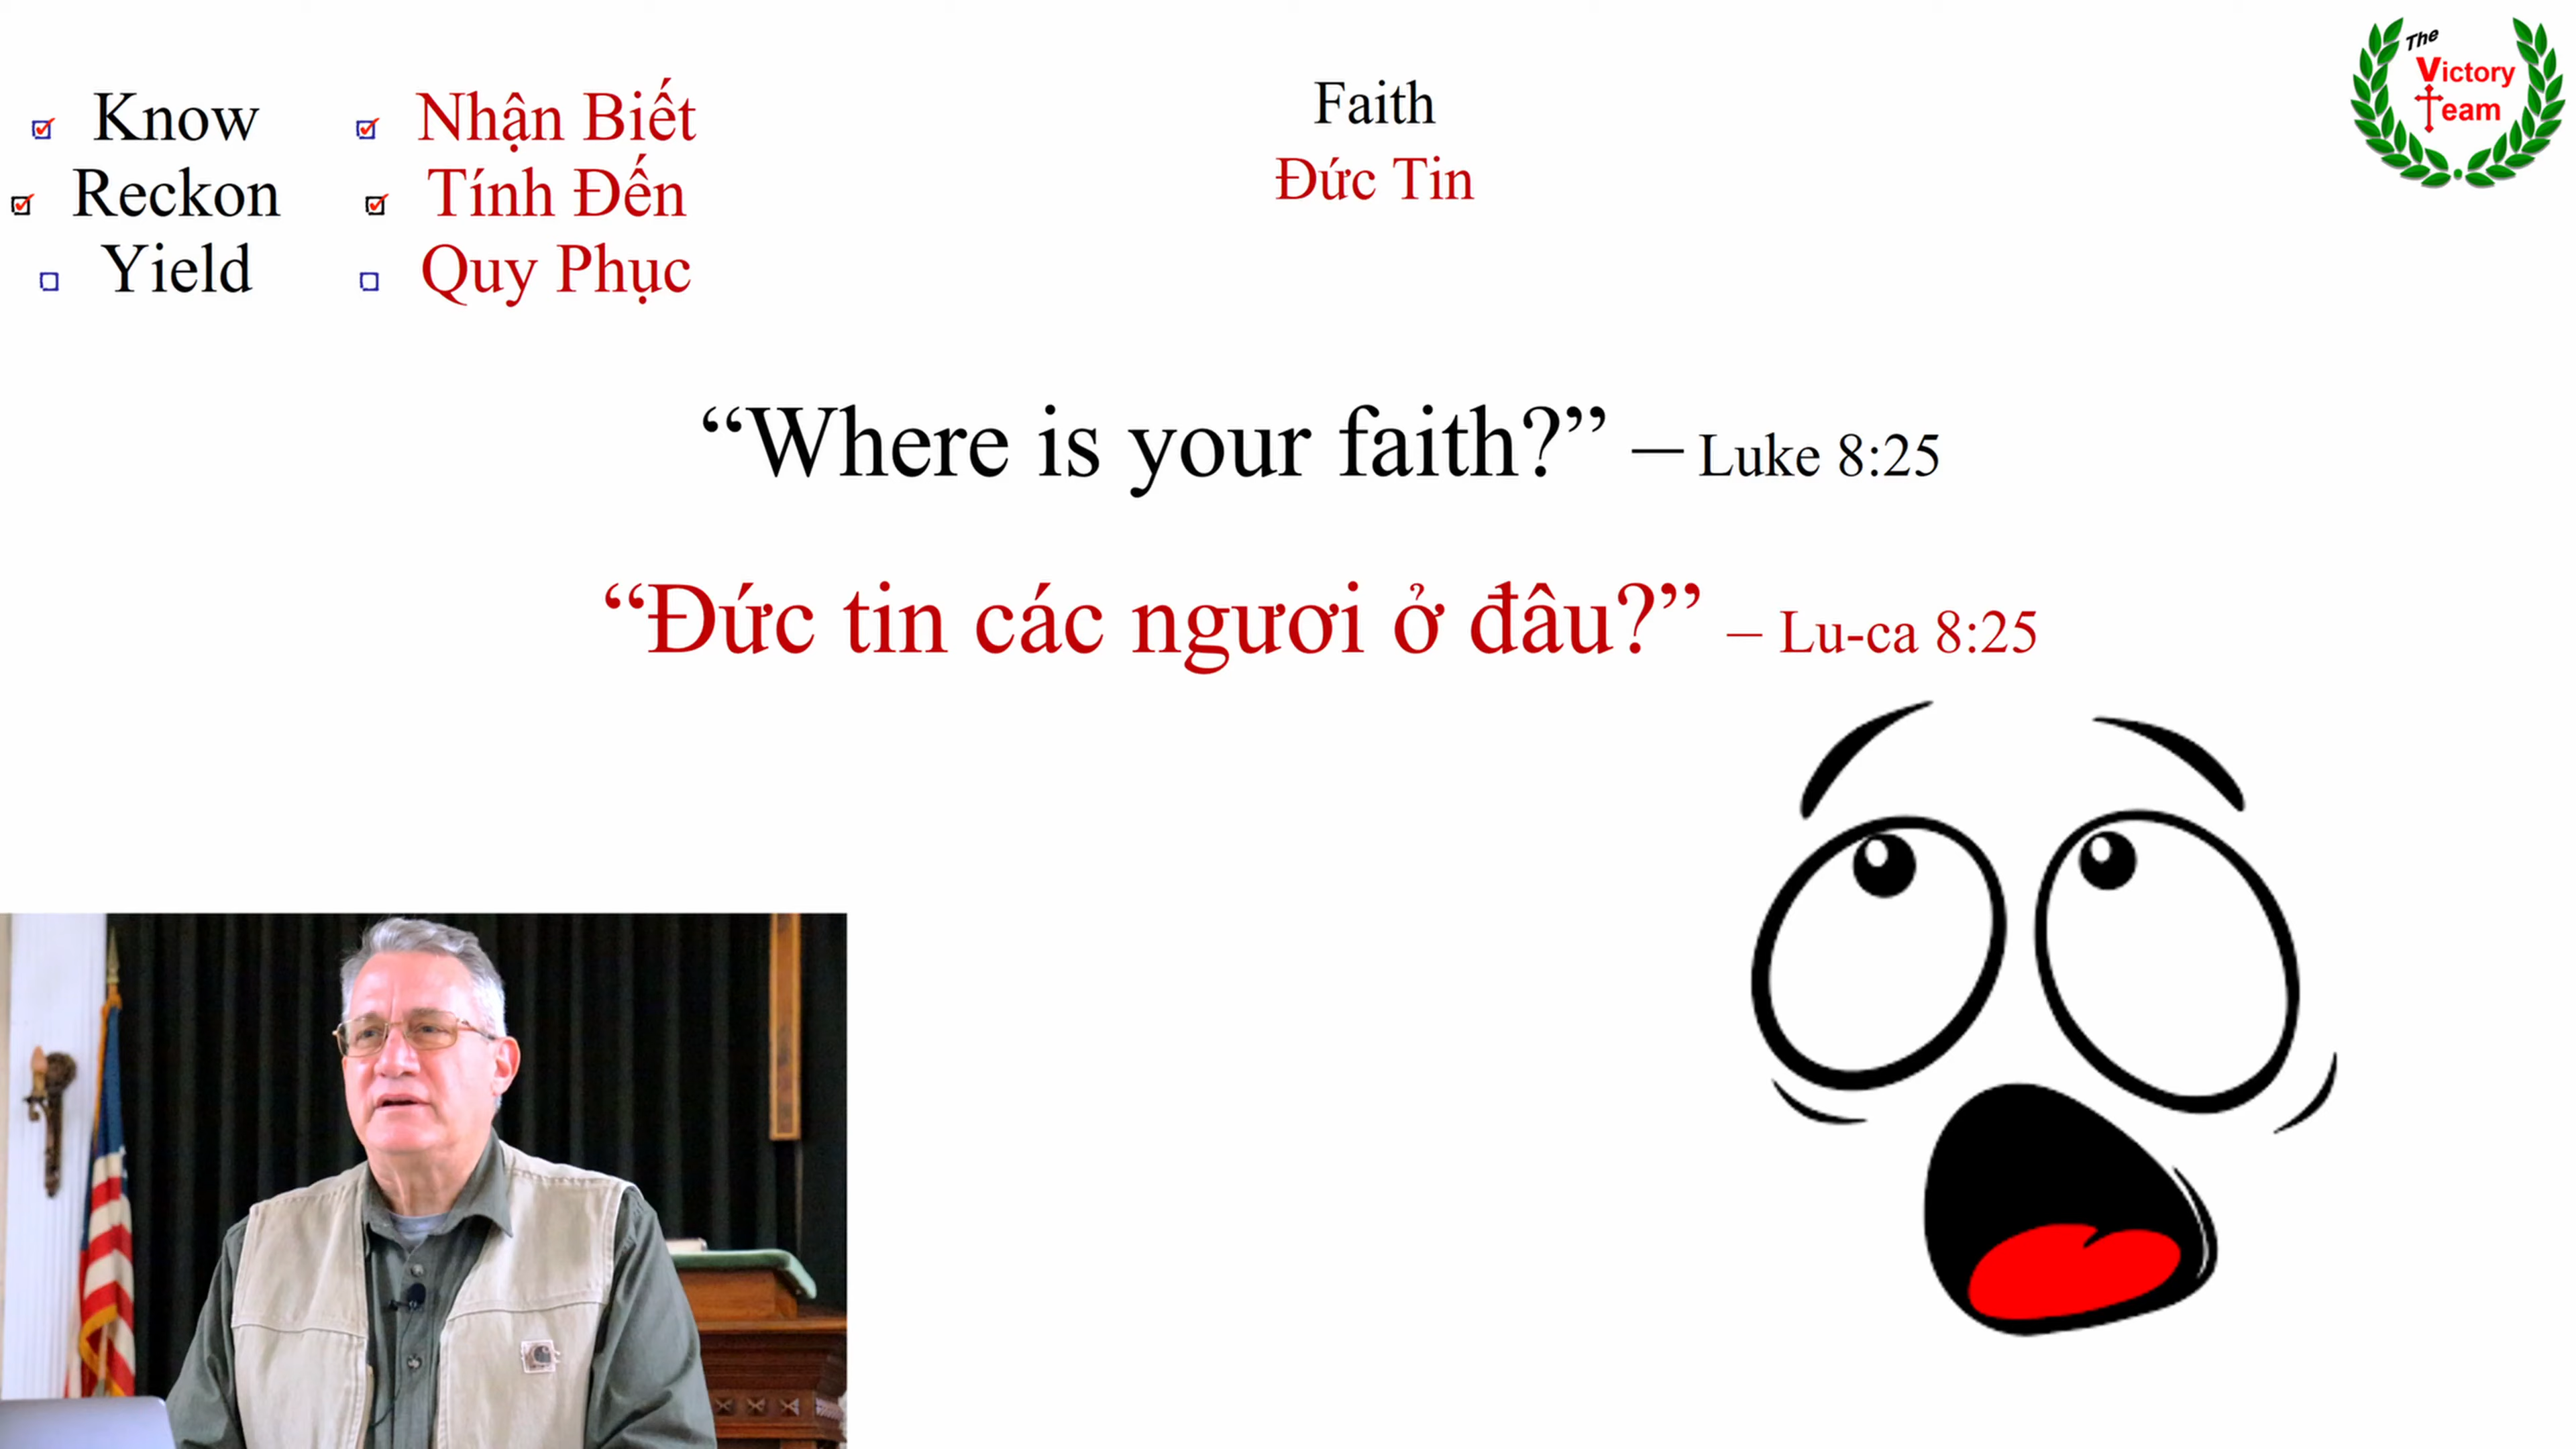 Know
Reckon
Yield
Nhận Biết
Tính Đến
Quy Phục
Faith
Đức Tin
The
Victory
Team
“Where is your faith?” – Luke 8:25
“Đức tin các ngươi ở đâu?” – Lu-ca 8:25